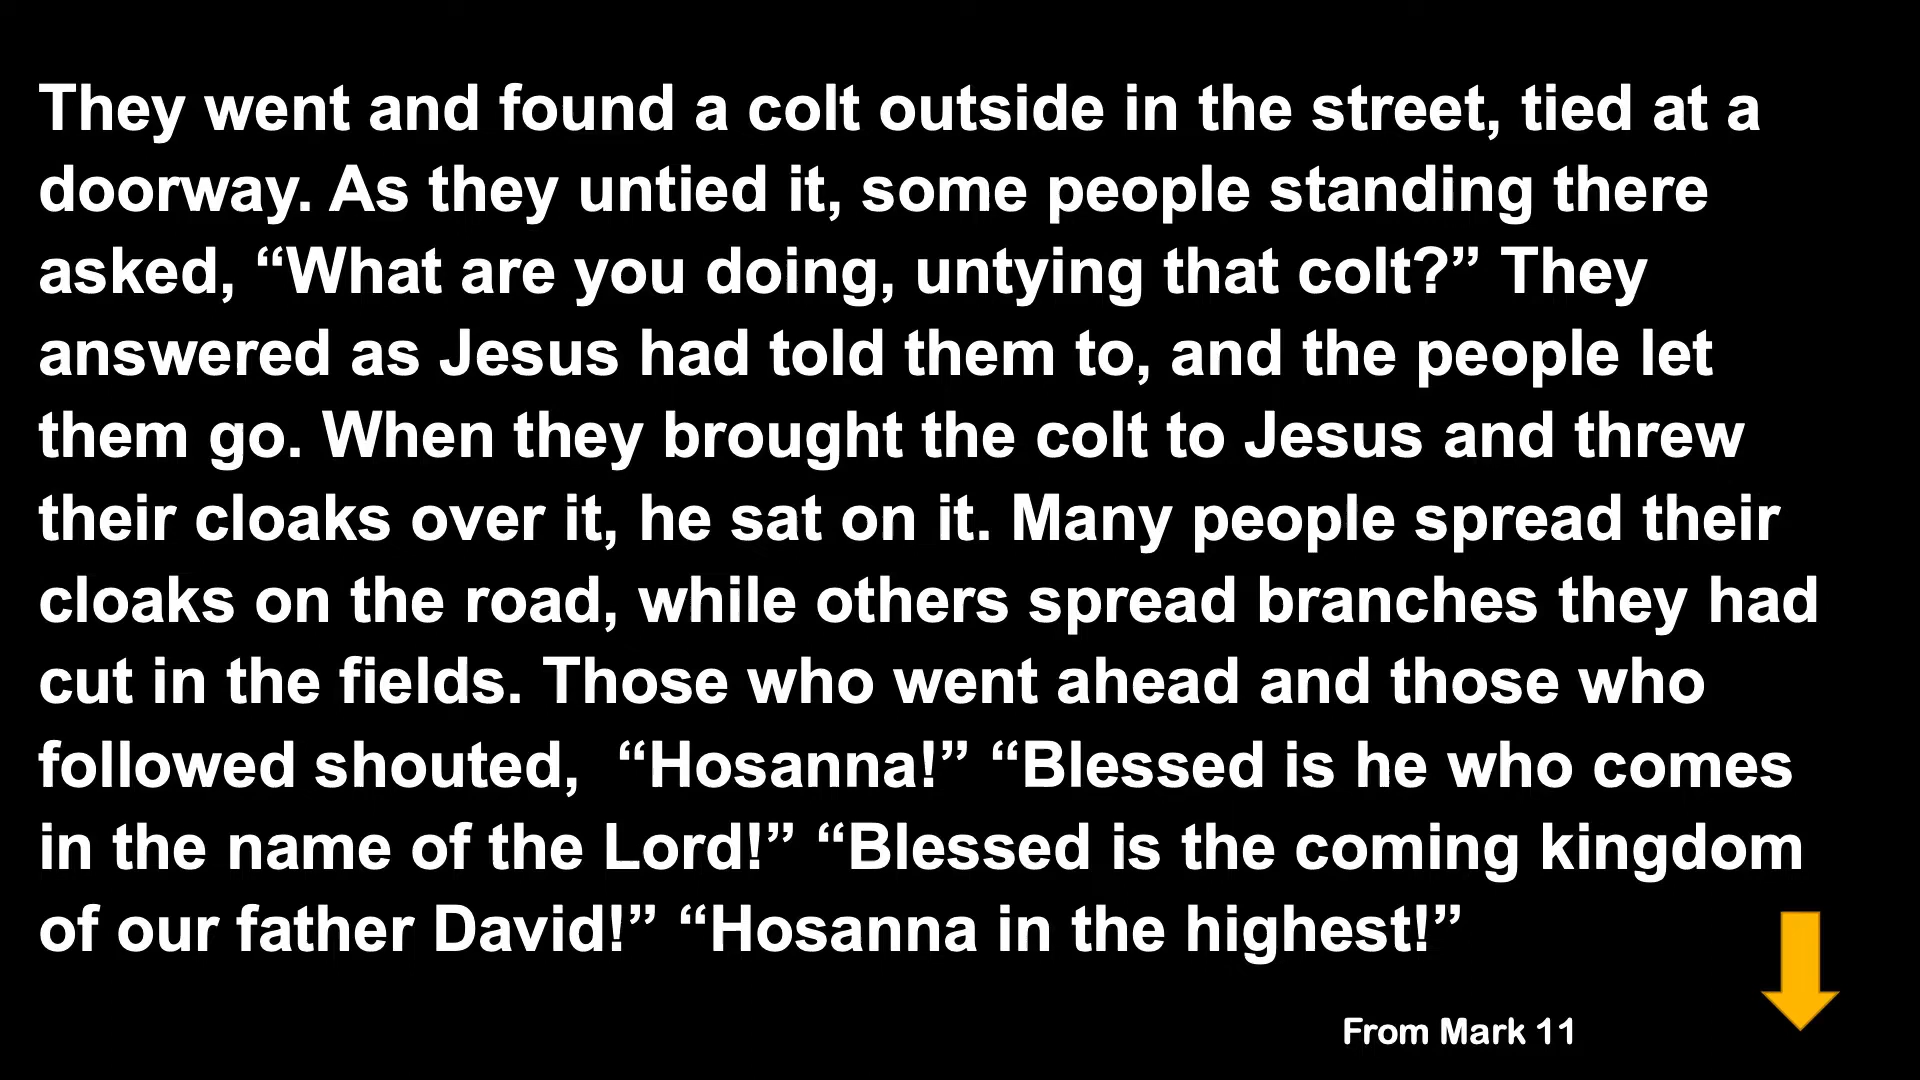 They went and found a colt outside in the street, tied at a
doorway. As they untied it, some people standing there
asked, “What are you doing, untying that colt?” They
answered as Jesus had told them to, and the people let
them go. When they brought the colt to Jesus and threw
their cloaks over it, he sat on it. Many people spread their
cloaks on the road, while others spread branches they had
cut in the fields. Those who went ahead and those who
followed shouted,  “Hosanna!” “Blessed is he who comes
in the name of the Lord!” “Blessed is the coming kingdom
of our father David!” “Hosanna in the highest!”
From Mark 11